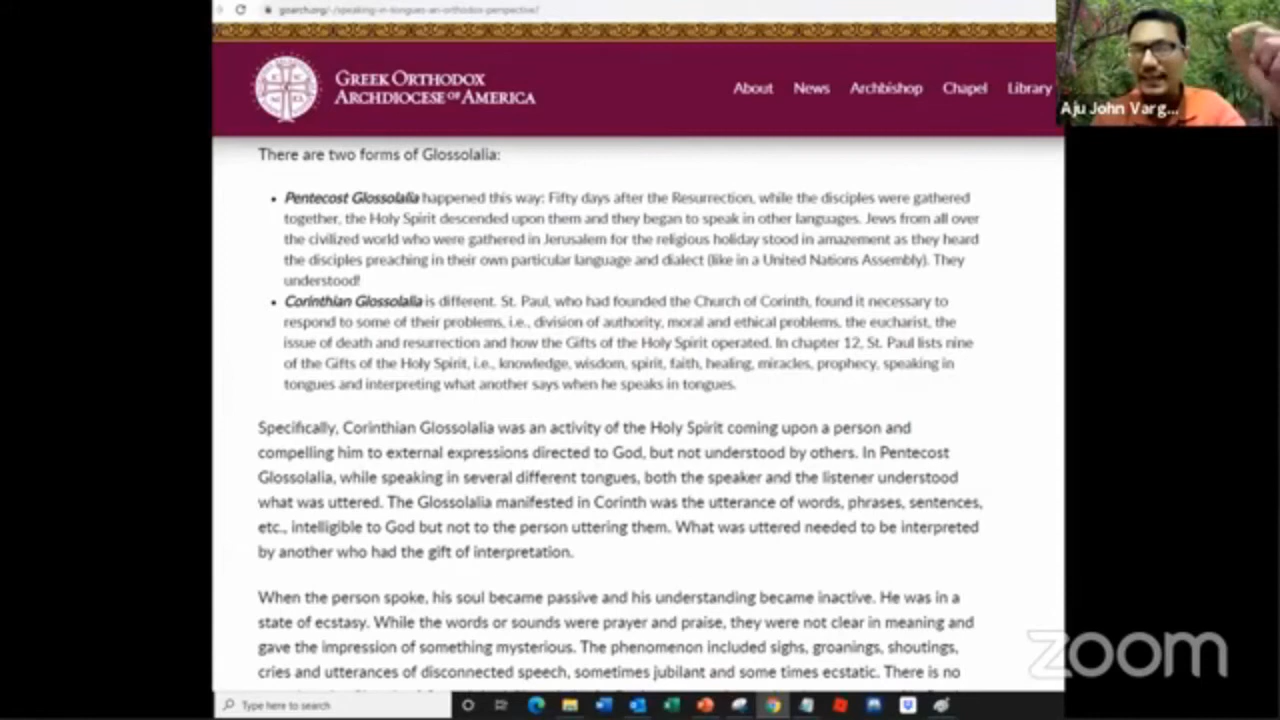 goarch.org/-/speaking-in-tongues-an-orthodox-perspective/
GREEK ORTHODOX
ARCHDIOCESE OF AMERICA
About News Archbishop Chapel Library
Aju John Varg...
There are two forms of Glossolalia:
• Pentecost Glossolalia happened this way: Fifty days after the Resurrection, while the disciples were gathered
together, the Holy Spirit descended upon them and they began to speak in other languages. Jews from all over
the civilized world who were gathered in Jerusalem for the religious holiday stood in amazement as they heard
the disciples preaching in their own particular language and dialect (like in a United Nations Assembly). They
understood!
• Corinthian Glossolalia is different. St. Paul, who had founded the Church of Corinth, found it necessary to
respond to some of their problems, i.e., division of authority, moral and ethical problems, the eucharist, the
issue of death and resurrection and how the Gifts of the Holy Spirit operated. In chapter 12, St. Paul lists nine
of the Gifts of the Holy Spirit, i.e., knowledge, wisdom, spirit, faith, healing, miracles, prophecy, speaking in
tongues and interpreting what another says when he speaks in tongues.
Specifically, Corinthian Glossolalia was an activity of the Holy Spirit coming upon a person and
compelling him to external expressions directed to God, but not understood by others. In Pentecost
Glossolalia, while speaking in several different tongues, both the speaker and the listener understood
what was uttered. The Glossolalia manifested in Corinth was the utterance of words, phrases, sentences,
etc., intelligible to God but not to the person uttering them. What was uttered needed to be interpreted
by another who had the gift of interpretation.
When the person spoke, his soul became passive and his understanding became inactive. He was in a
state of ecstasy. While the words or sounds were prayer and praise, they were not clear in meaning and
gave the impression of something mysterious. The phenomenon included sighs, groanings, shoutings,
cries and utterances of disconnected speech, sometimes jubilant and some times ecstatic. There is no
zoom
Type here to search